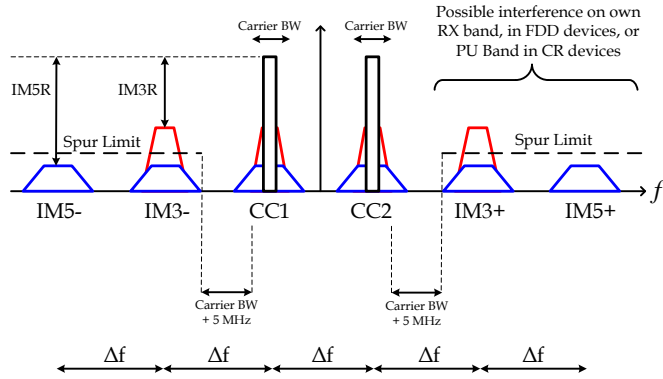 Carrier BW
Carrier BW
Possible interference on own
RX band, in FDD devices, or
PU Band in CR devices
IM5R
IM3R
Spur Limit
Spur Limit
f
IM5-
IM3-
CC1
CC2
IM3+
IM5+
Carrier BW
+ 5 MHz
Carrier BW
+ 5 MHz
Δf
Δf
Δf
Δf
Δf